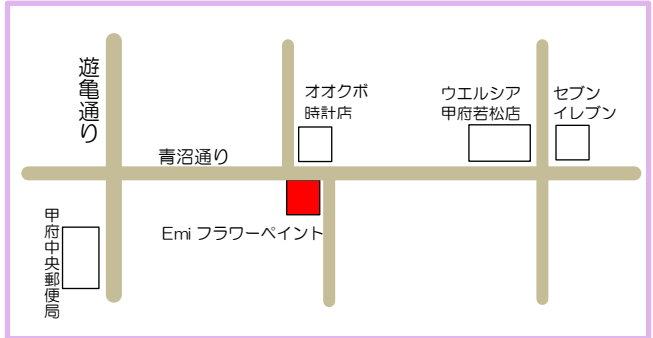 遊亀通り
オオクボ
時計店
ウエルシア
甲府若松店
セブン
イレブン
青沼通り
Emi フラワーペイント
甲府中央郵便局